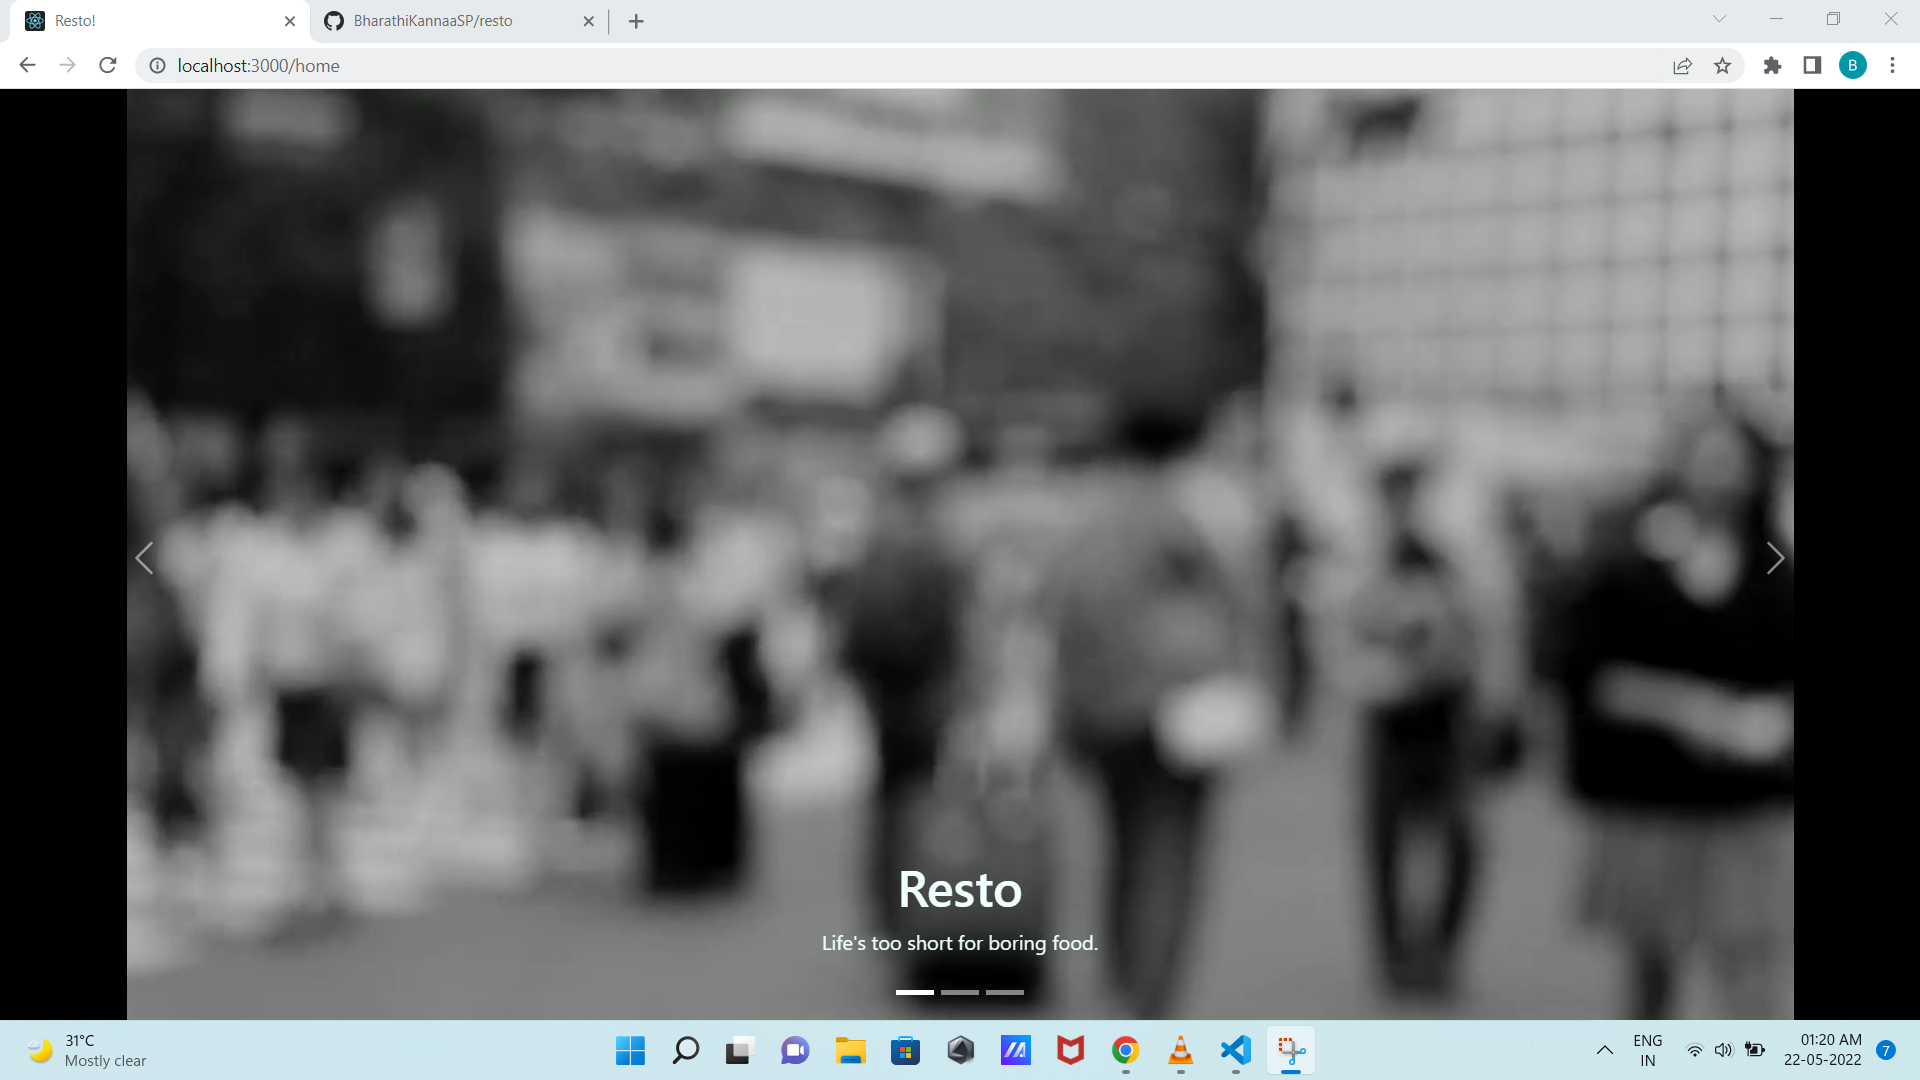 Resto!
BharathiKannaaSP/resto
localhost:3000/home
B
Resto
Life's too short for boring food.
31°C
Mostly clear
ENG
IN
01:20 AM
22-05-2022
7